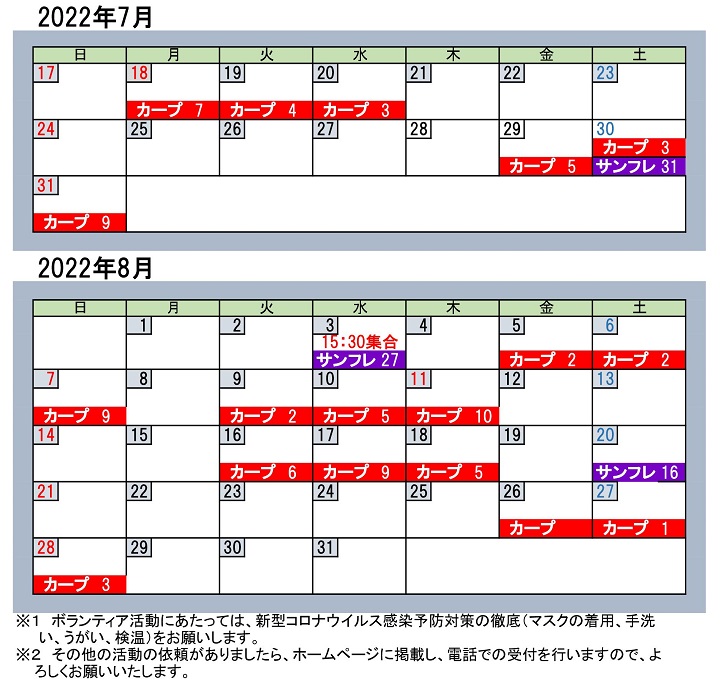 2022年7月
日 月 火 水 木 金 土
17 18 19 20 21 22 23
カープ 7 カープ 4 カープ 3
24 25 26 27 28 29 30
カープ 3
カープ 5 サンフレ 31
31
カープ 9
2022年8月
日 月 火 水 木 金 土
1 2 3 4 5 6
15:30集合
サンフレ 27 カープ 2 カープ 2
7 8 9 10 11 12 13
カープ 9 カープ 2 カープ 5 カープ 10
14 15 16 17 18 19 20
カープ 6 カープ 9 カープ 5 サンフレ 16
21 22 23 24 25 26 27
カープ カープ 1
28 29 30 31
カープ 3
※1 ボランティア活動にあたっては、新型コロナウイルス感染予防対策の徹底(マスクの着用、手洗
い、うがい、検温)をお願いします。
※2 その他の活動の依頼がありましたら、ホームページに掲載し、電話での受付を行いますので、よ
ろしくお願いいたします。